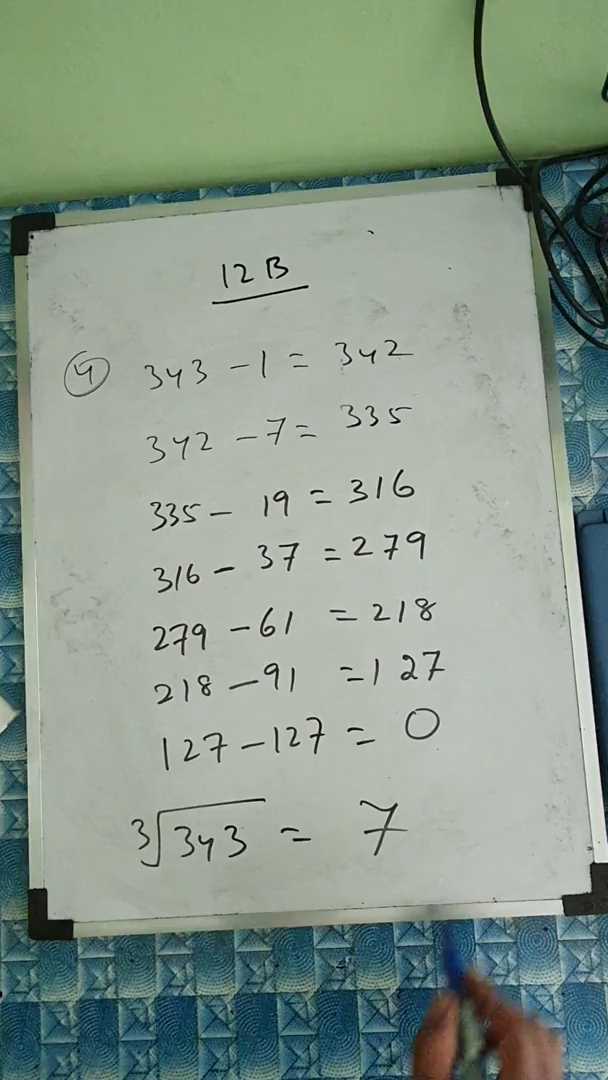 12B
4 343 - 1 = 342
342 - 7 = 335
335 - 19 = 316
316 - 37 = 279
279 - 61 = 218
218 - 91 = 127
127 - 127 = 0
∛343 = 7